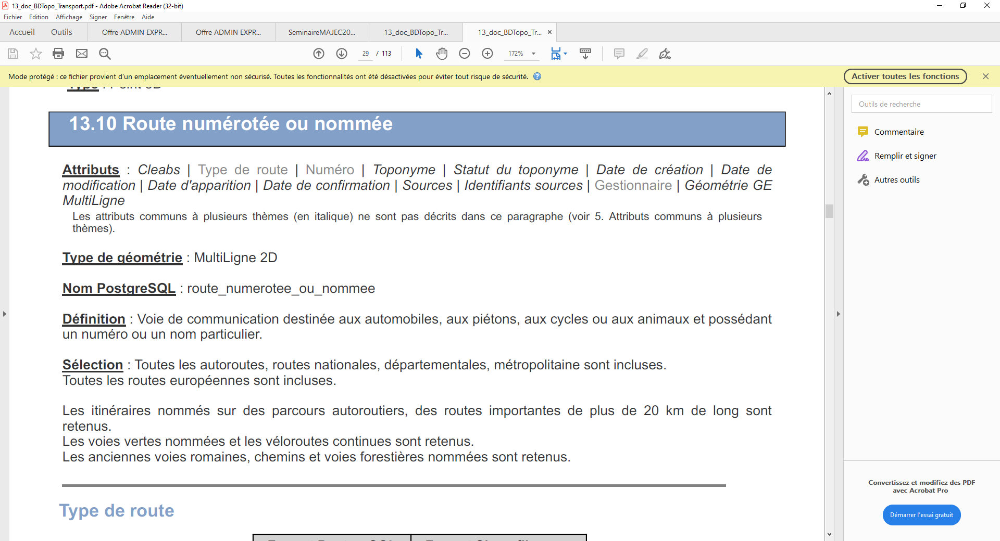 13_doc_BDTopo_Transport.pdf - Adobe Acrobat Reader (32-bit)
Fichier Edition Affichage Signer Fenêtre Aide
Accueil Outils Offre ADMIN EXPR... Offre ADMIN EXPR... SeminaireMAJEC20... 13_doc_BDTopo_Tr... 13_doc_BDTopo_Tr...
29 / 113 172%
Mode protégé : ce fichier provient d'un emplacement éventuellement non sécurisé. Toutes les fonctionnalités ont été désactivées pour éviter tout risque de sécurité.
Activer toutes les fonctions
Type : Point 3D
13.10 Route numérotée ou nommée
Attributs : Cleabs | Type de route | Numéro | Toponyme | Statut du toponyme | Date de création | Date de
modification | Date d'apparition | Date de confirmation | Sources | Identifiants sources | Gestionnaire | Géométrie GE
MultiLigne
Les attributs communs à plusieurs thèmes (en italique) ne sont pas décrits dans ce paragraphe (voir 5. Attributs communs à plusieurs
thèmes).
Type de géométrie : MultiLigne 2D
Nom PostgreSQL : route_numerotee_ou_nommee
Définition : Voie de communication destinée aux automobiles, aux piétons, aux cycles ou aux animaux et possédant
un numéro ou un nom particulier.
Sélection : Toutes les autoroutes, routes nationales, départementales, métropolitaine sont incluses.
Toutes les routes européennes sont incluses.
Les itinéraires nommés sur des parcours autoroutiers, des routes importantes de plus de 20 km de long sont
retenus.
Les voies vertes nommées et les véloroutes continues sont retenus.
Les anciennes voies romaines, chemins et voies forestières nommées sont retenus.
Type de route
Outils de recherche
Commentaire
Remplir et signer
Autres outils
Convertissez et modifiez des PDF
avec Acrobat Pro
Démarrer l'essai gratuit